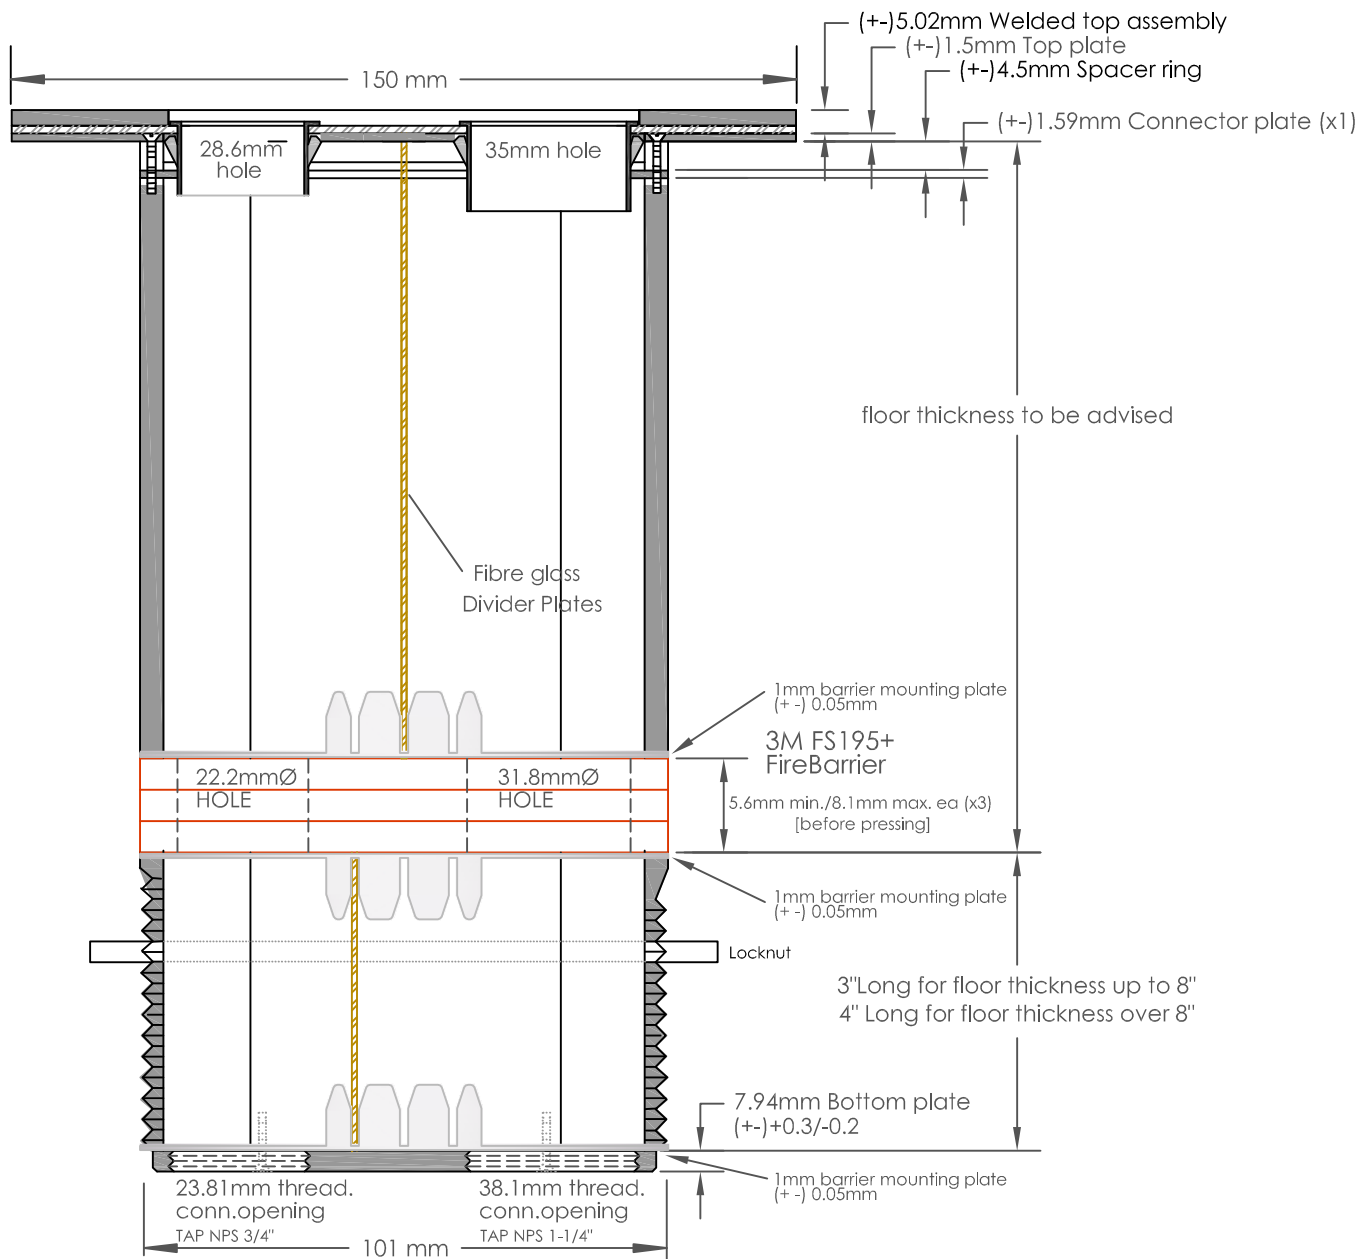 (+-)5.02mm Welded top assembly
(+-)1.5mm Top plate
(+-)4.5mm Spacer ring
150 mm
(+-)1.59mm Connector plate (x1)
28.6mm
hole
35mm hole
floor thickness to be advised
Fibre glass
Divider Plates
1mm barrier mounting plate
(+ -) 0.05mm
3M FS195+
FireBarrier
22.2mmØ
HOLE
31.8mmØ
HOLE
5.6mm min./8.1mm max. ea (x3)
[before pressing]
1mm barrier mounting plate
(+ -) 0.05mm
Locknut
3"Long for floor thickness up to 8"
4" Long for floor thickness over 8"
7.94mm Bottom plate
(+-)+0.3/-0.2
1mm barrier mounting plate
(+ -) 0.05mm
23.81mm thread.
conn.opening
TAP NPS 3/4"
38.1mm thread.
conn.opening
TAP NPS 1-1/4"
101 mm